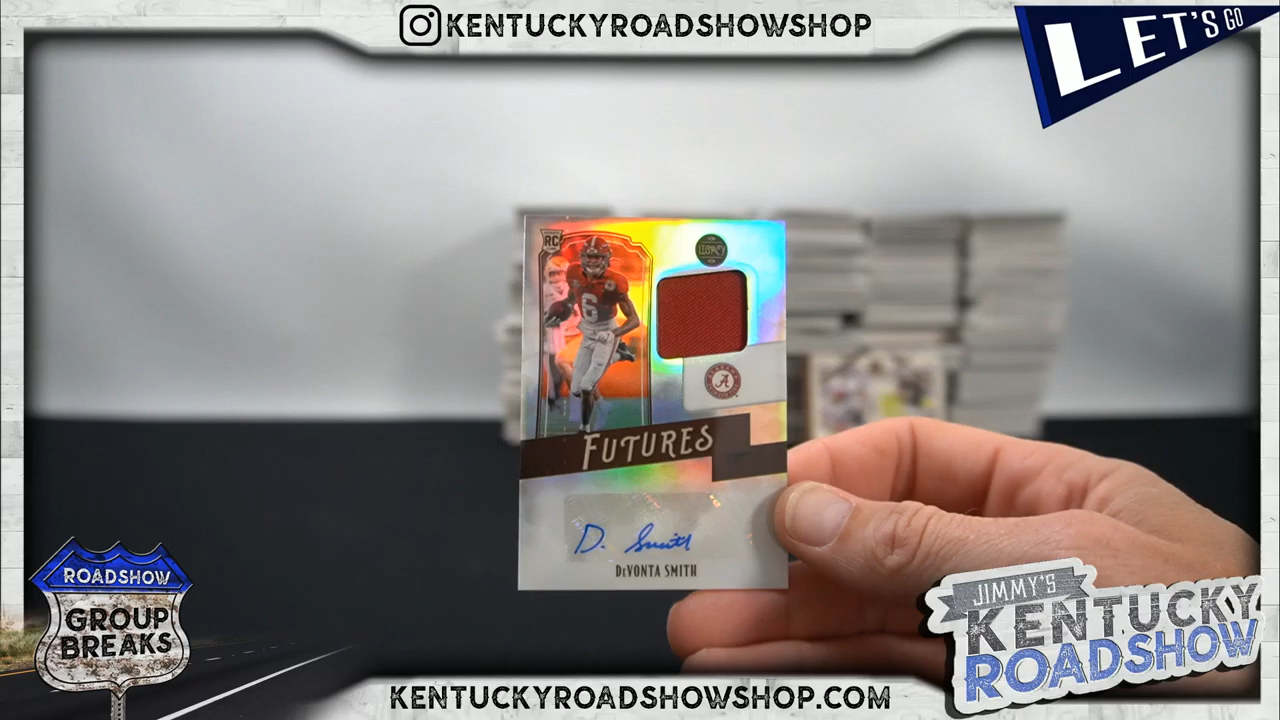 KENTUCKYROADSHOWSHOP
LET'S GO
RC
LEGACY
6
A
FUTURES
D. Smith
DEVONTA SMITH
ROADSHOW
GROUP
BREAKS
JIMMY'S
KENTUCKY
ROADSHOW
KENTUCKYROADSHOWSHOP.COM